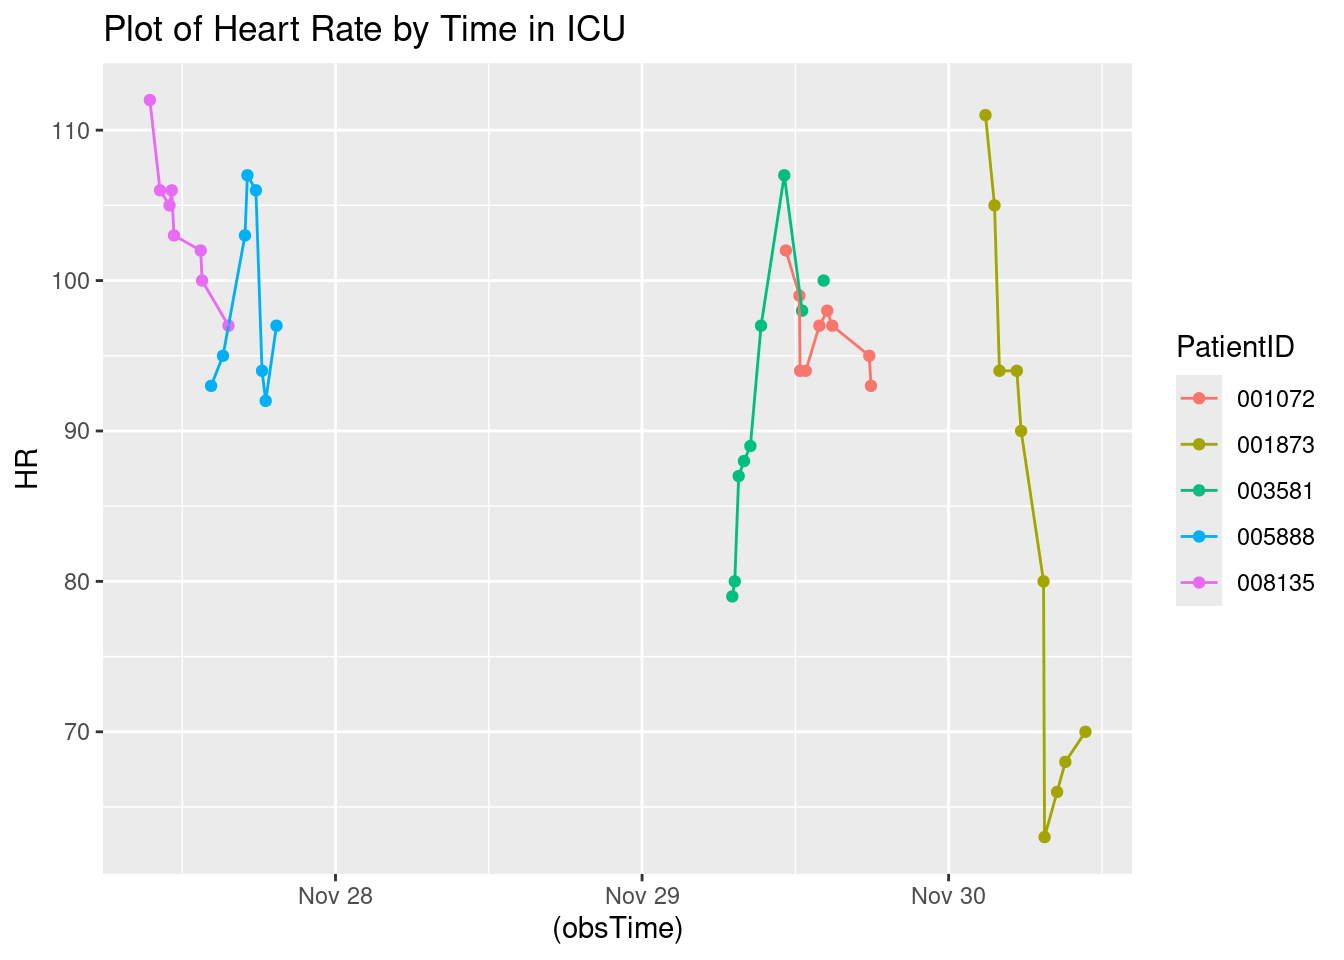 Plot of Heart Rate by Time in ICU
110
100
90
80
70
HR
Nov 28
Nov 29
Nov 30
(obsTime)
PatientID
001072
001873
003581
005888
008135